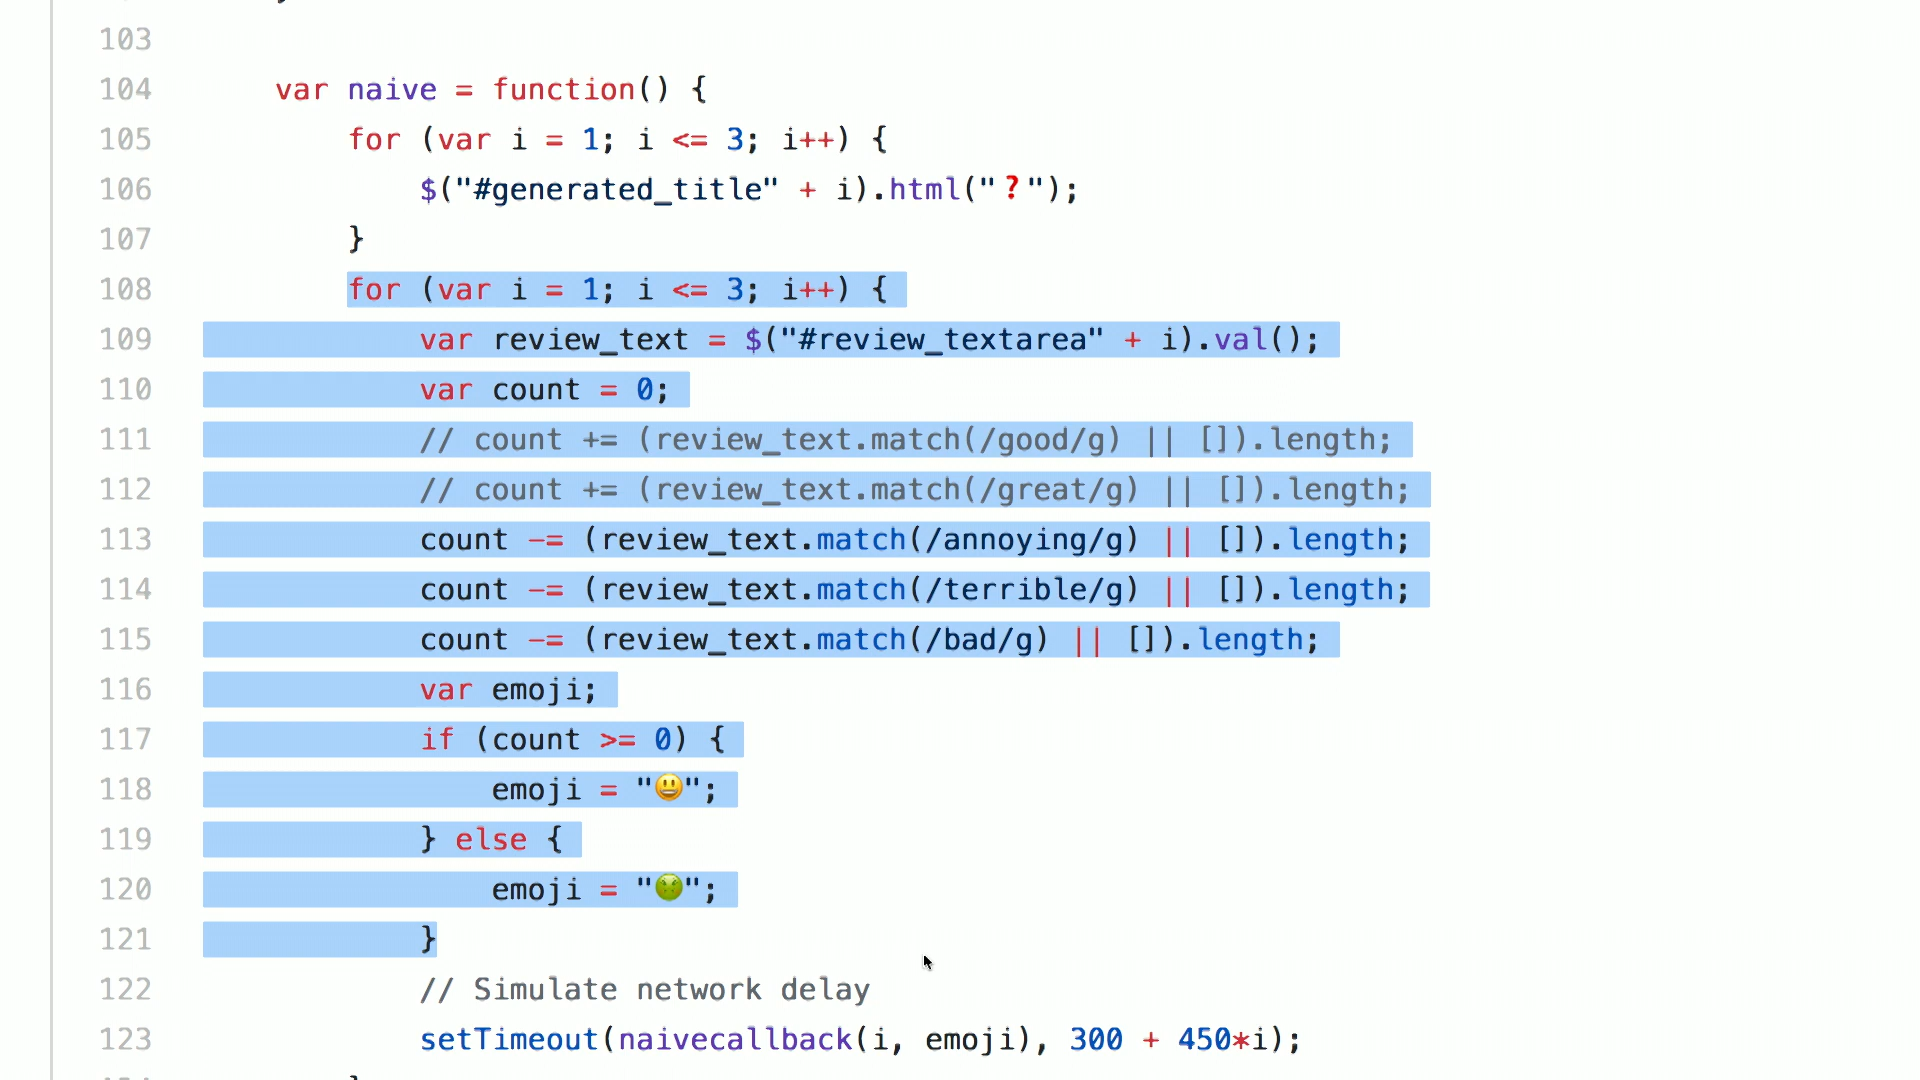 103
104 var naive = function() {
105 for (var i = 1; i <= 3; i++) {
106 $("#generated_title" + i).html("❓");
107 }
108 for (var i = 1; i <= 3; i++) {
109 var review_text = $("#review_textarea" + i).val();
110 var count = 0;
111 // count += (review_text.match(/good/g) || []).length;
112 // count += (review_text.match(/great/g) || []).length;
113 count -= (review_text.match(/annoying/g) || []).length;
114 count -= (review_text.match(/terrible/g) || []).length;
115 count -= (review_text.match(/bad/g) || []).length;
116 var emoji;
117 if (count >= 0) {
118 emoji = "😃";
119 } else {
120 emoji = "🤢";
121 }
122 // Simulate network delay
123 setTimeout(naivecallback(i, emoji), 300 + 450*i);